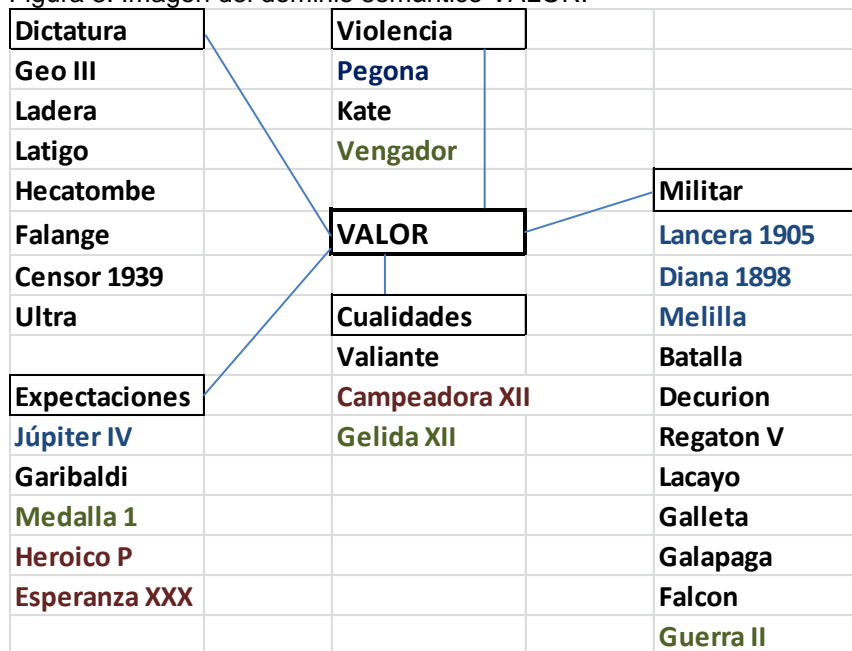 Dictatura Violencia
Geo III Pegona
Ladera Kate
Latigo Vengador
Hecatombe Militar
Falange VALOR Lancera 1905
Censor 1939 Diana 1898
Ultra Cualidades Melilla
Valiante Batalla
Expectaciones Campeadora XII Decurion
Júpiter IV Gelida XII Regaton V
Garibaldi Lacayo
Medalla 1 Galleta
Heroico P Galapaga
Esperanza XXX Falcon
Guerra II